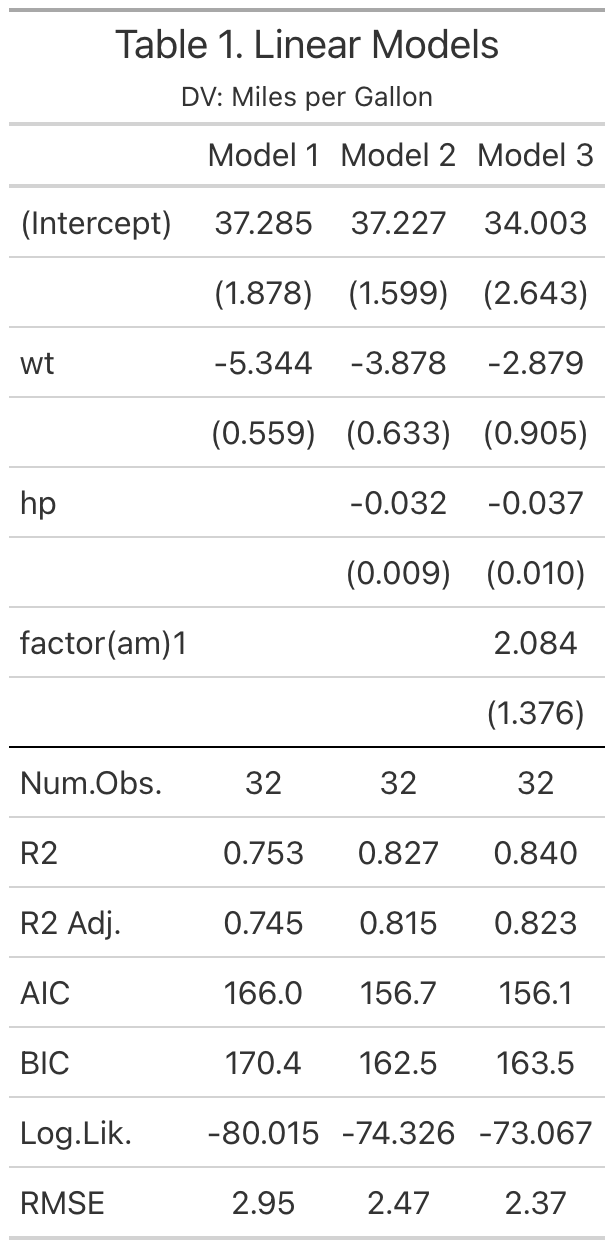 Table 1. Linear Models
DV: Miles per Gallon
Model 1 Model 2 Model 3
(Intercept) 37.285 37.227 34.003
(1.878) (1.599) (2.643)
wt -5.344 -3.878 -2.879
(0.559) (0.633) (0.905)
hp -0.032 -0.037
(0.009) (0.010)
factor(am)1 2.084
(1.376)
Num.Obs. 32 32 32
R2 0.753 0.827 0.840
R2 Adj. 0.745 0.815 0.823
AIC 166.0 156.7 156.1
BIC 170.4 162.5 163.5
Log.Lik. -80.015 -74.326 -73.067
RMSE 2.95 2.47 2.37